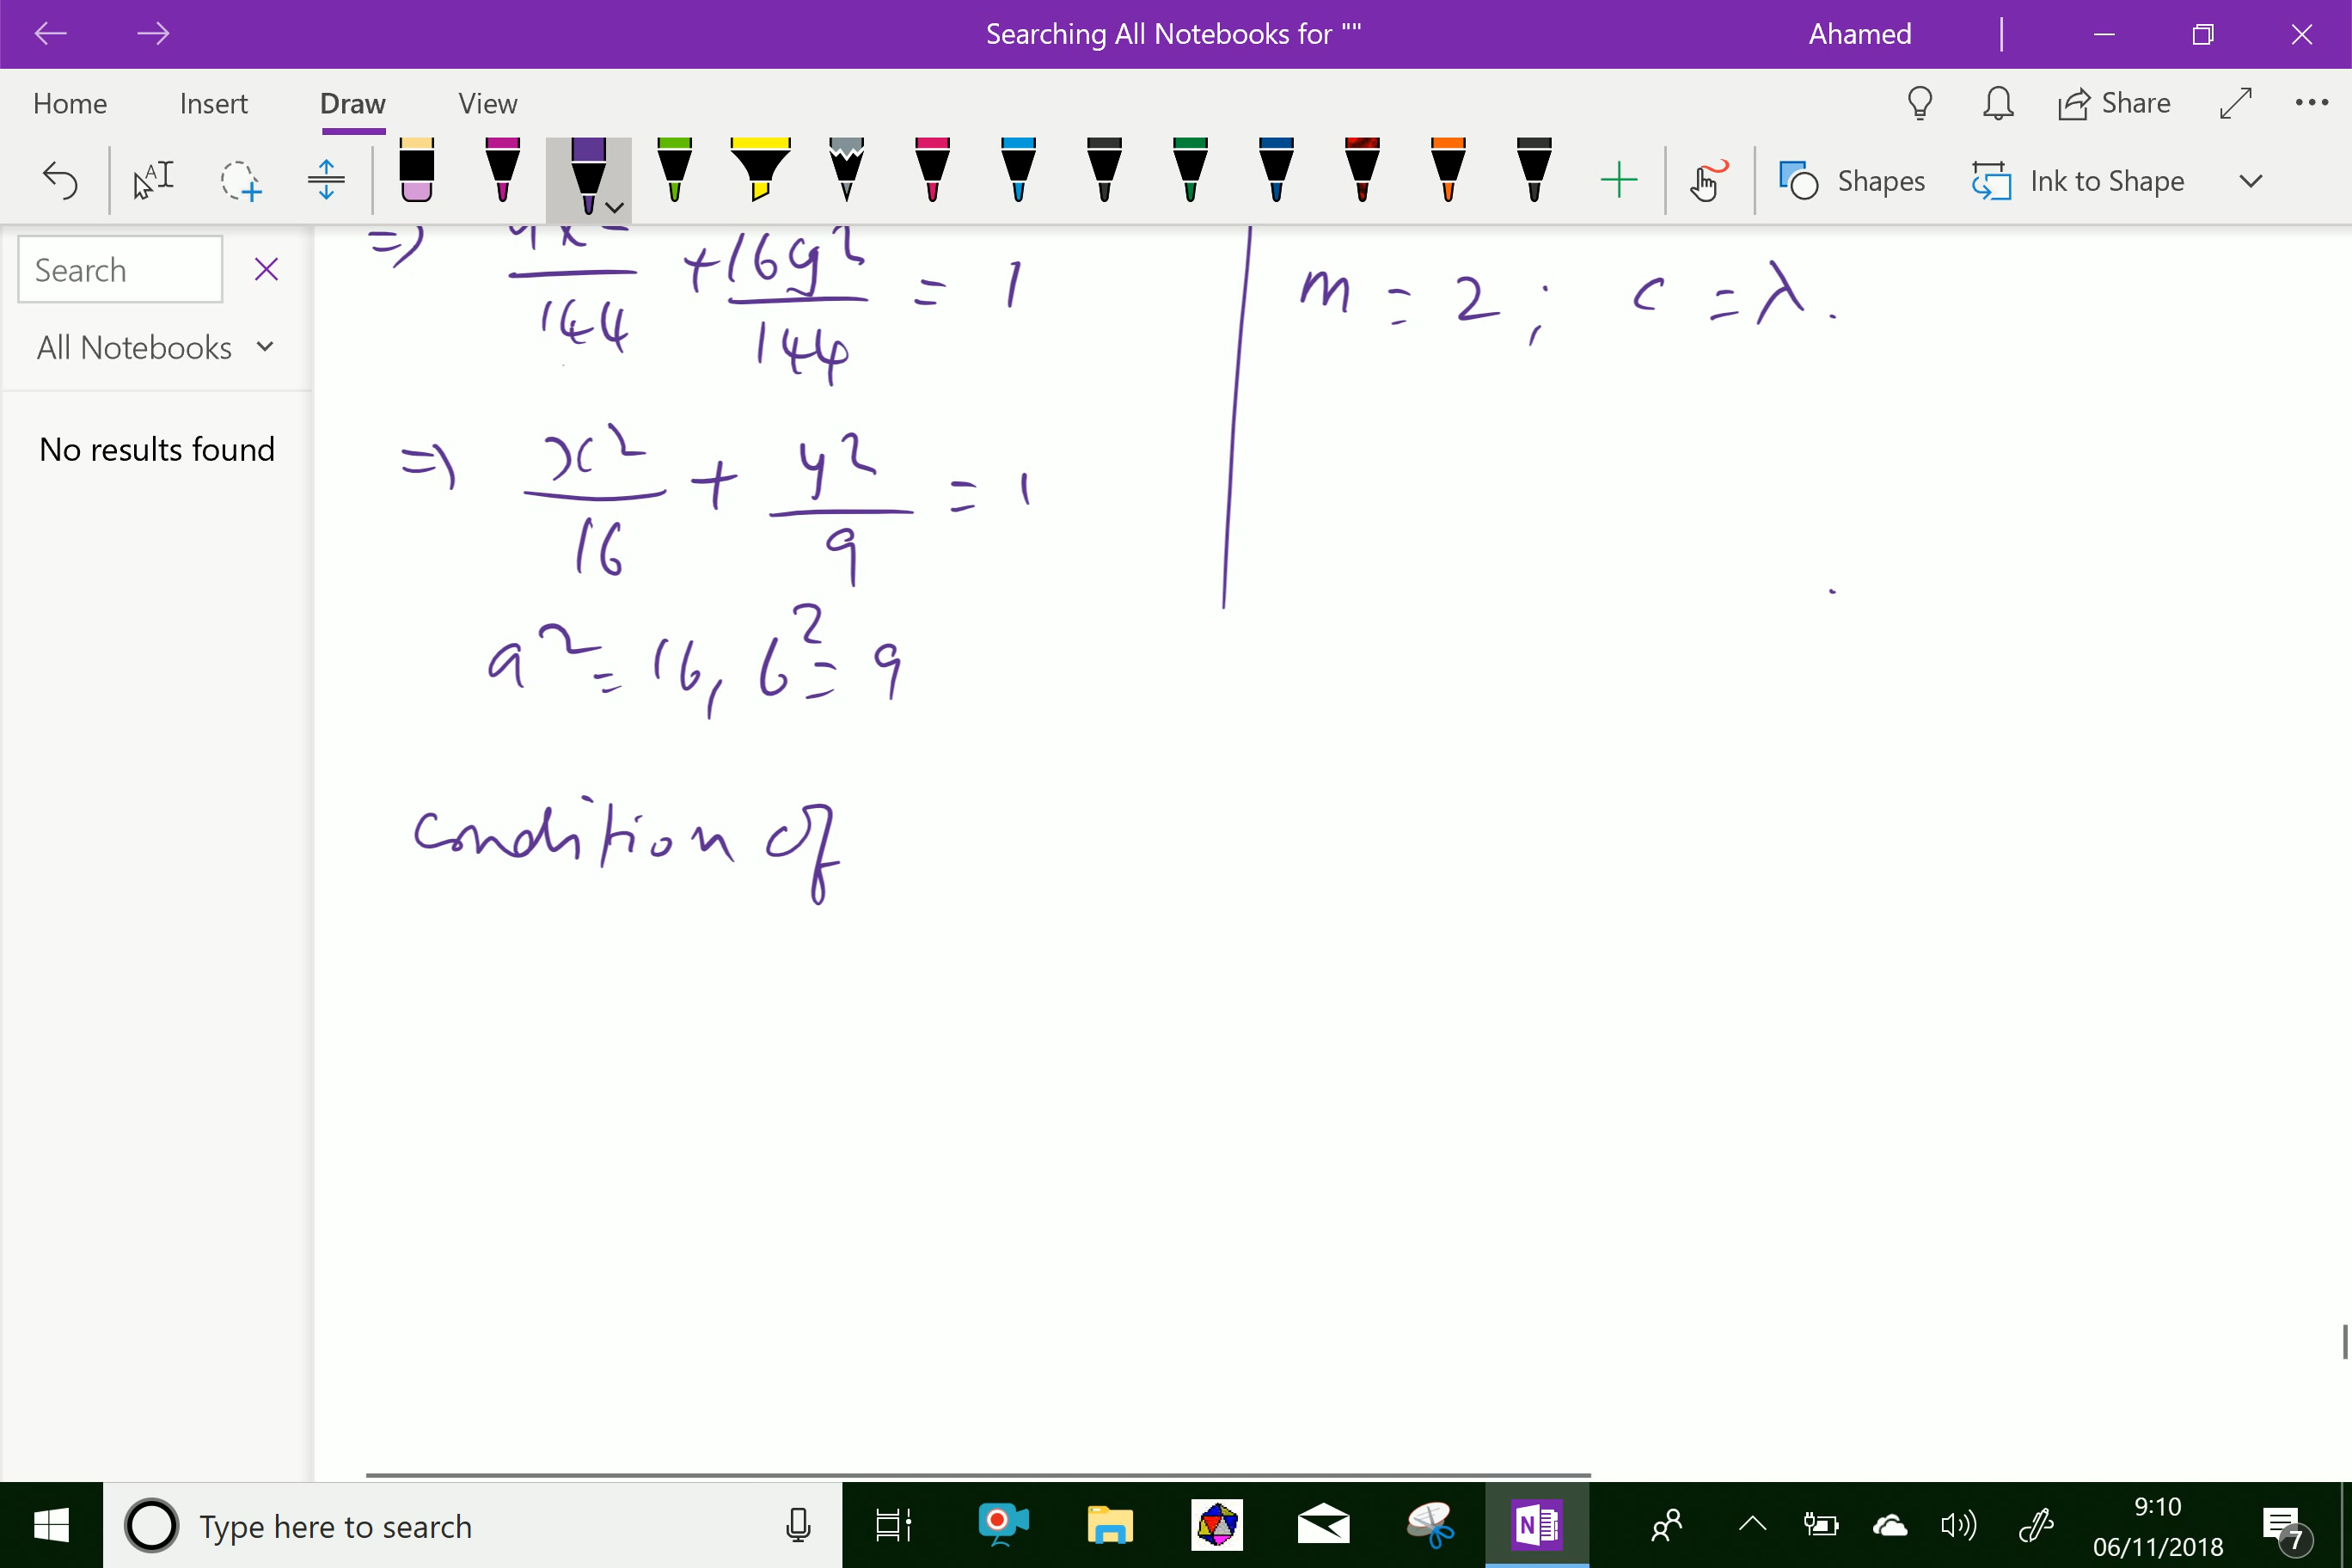 Searching All Notebooks for ""
Ahamed
Home Insert Draw View
Share
Shapes
Ink to Shape
Search
All Notebooks
No results found
=> 9x²/144 + 16y²/144 = 1
=> x²/16 + y²/9 = 1
a² = 16, b² = 9
condition of
m = 2 ; c = λ.
Type here to search
N
9:10
06/11/2018
7